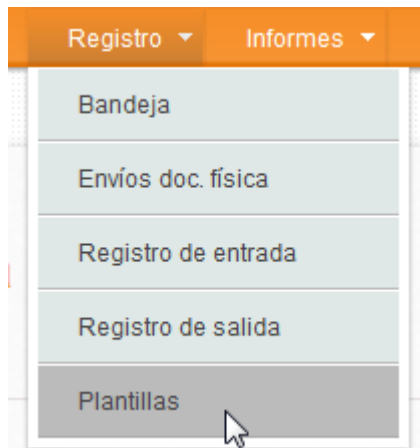 Registro Informes
Bandeja
Envíos doc. física
Registro de entrada
Registro de salida
Plantillas